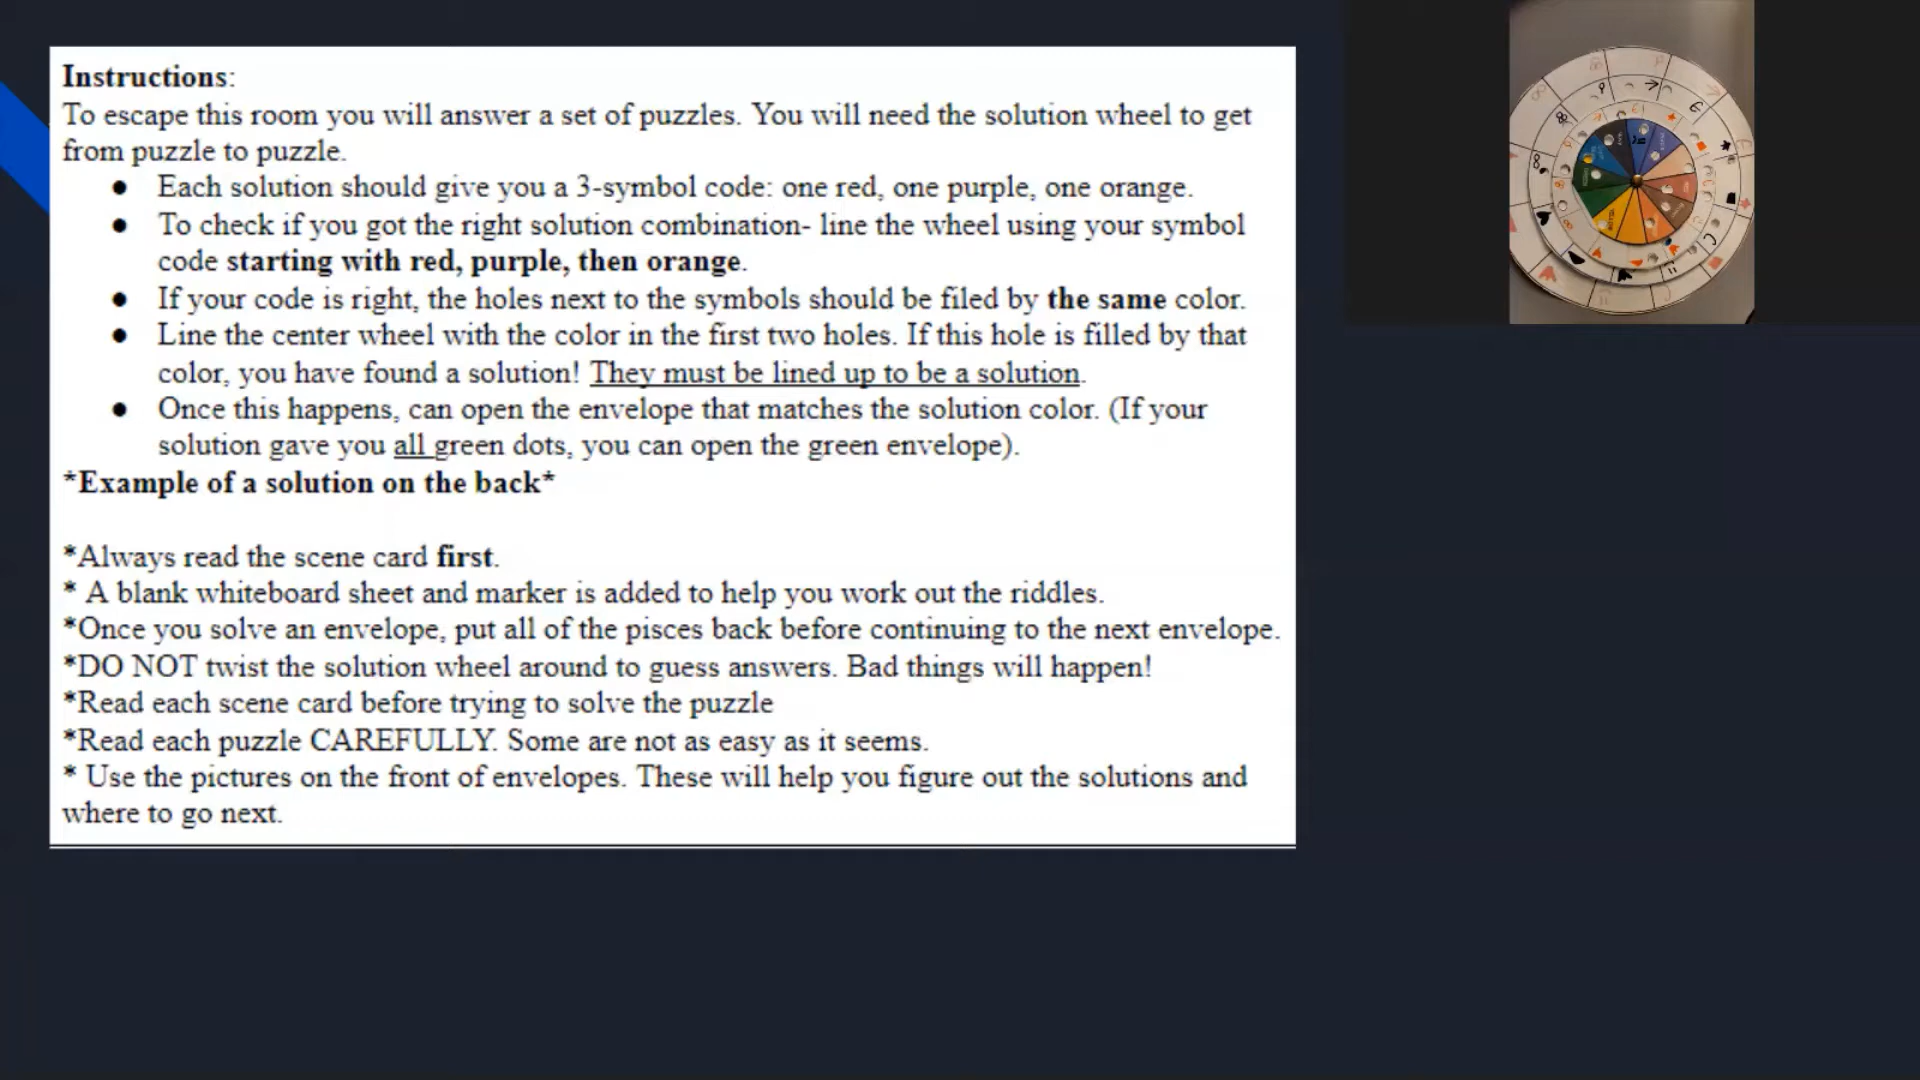 Instructions:
To escape this room you will answer a set of puzzles. You will need the solution wheel to get
from puzzle to puzzle.
● Each solution should give you a 3-symbol code: one red, one purple, one orange.
● To check if you got the right solution combination- line the wheel using your symbol
code starting with red, purple, then orange.
● If your code is right, the holes next to the symbols should be filed by the same color.
● Line the center wheel with the color in the first two holes. If this hole is filled by that
color, you have found a solution! They must be lined up to be a solution.
● Once this happens, can open the envelope that matches the solution color. (If your
solution gave you all green dots, you can open the green envelope).
*Example of a solution on the back*
*Always read the scene card first.
* A blank whiteboard sheet and marker is added to help you work out the riddles.
*Once you solve an envelope, put all of the pisces back before continuing to the next envelope.
*DO NOT twist the solution wheel around to guess answers. Bad things will happen!
*Read each scene card before trying to solve the puzzle
*Read each puzzle CAREFULLY. Some are not as easy as it seems.
* Use the pictures on the front of envelopes. These will help you figure out the solutions and
where to go next.